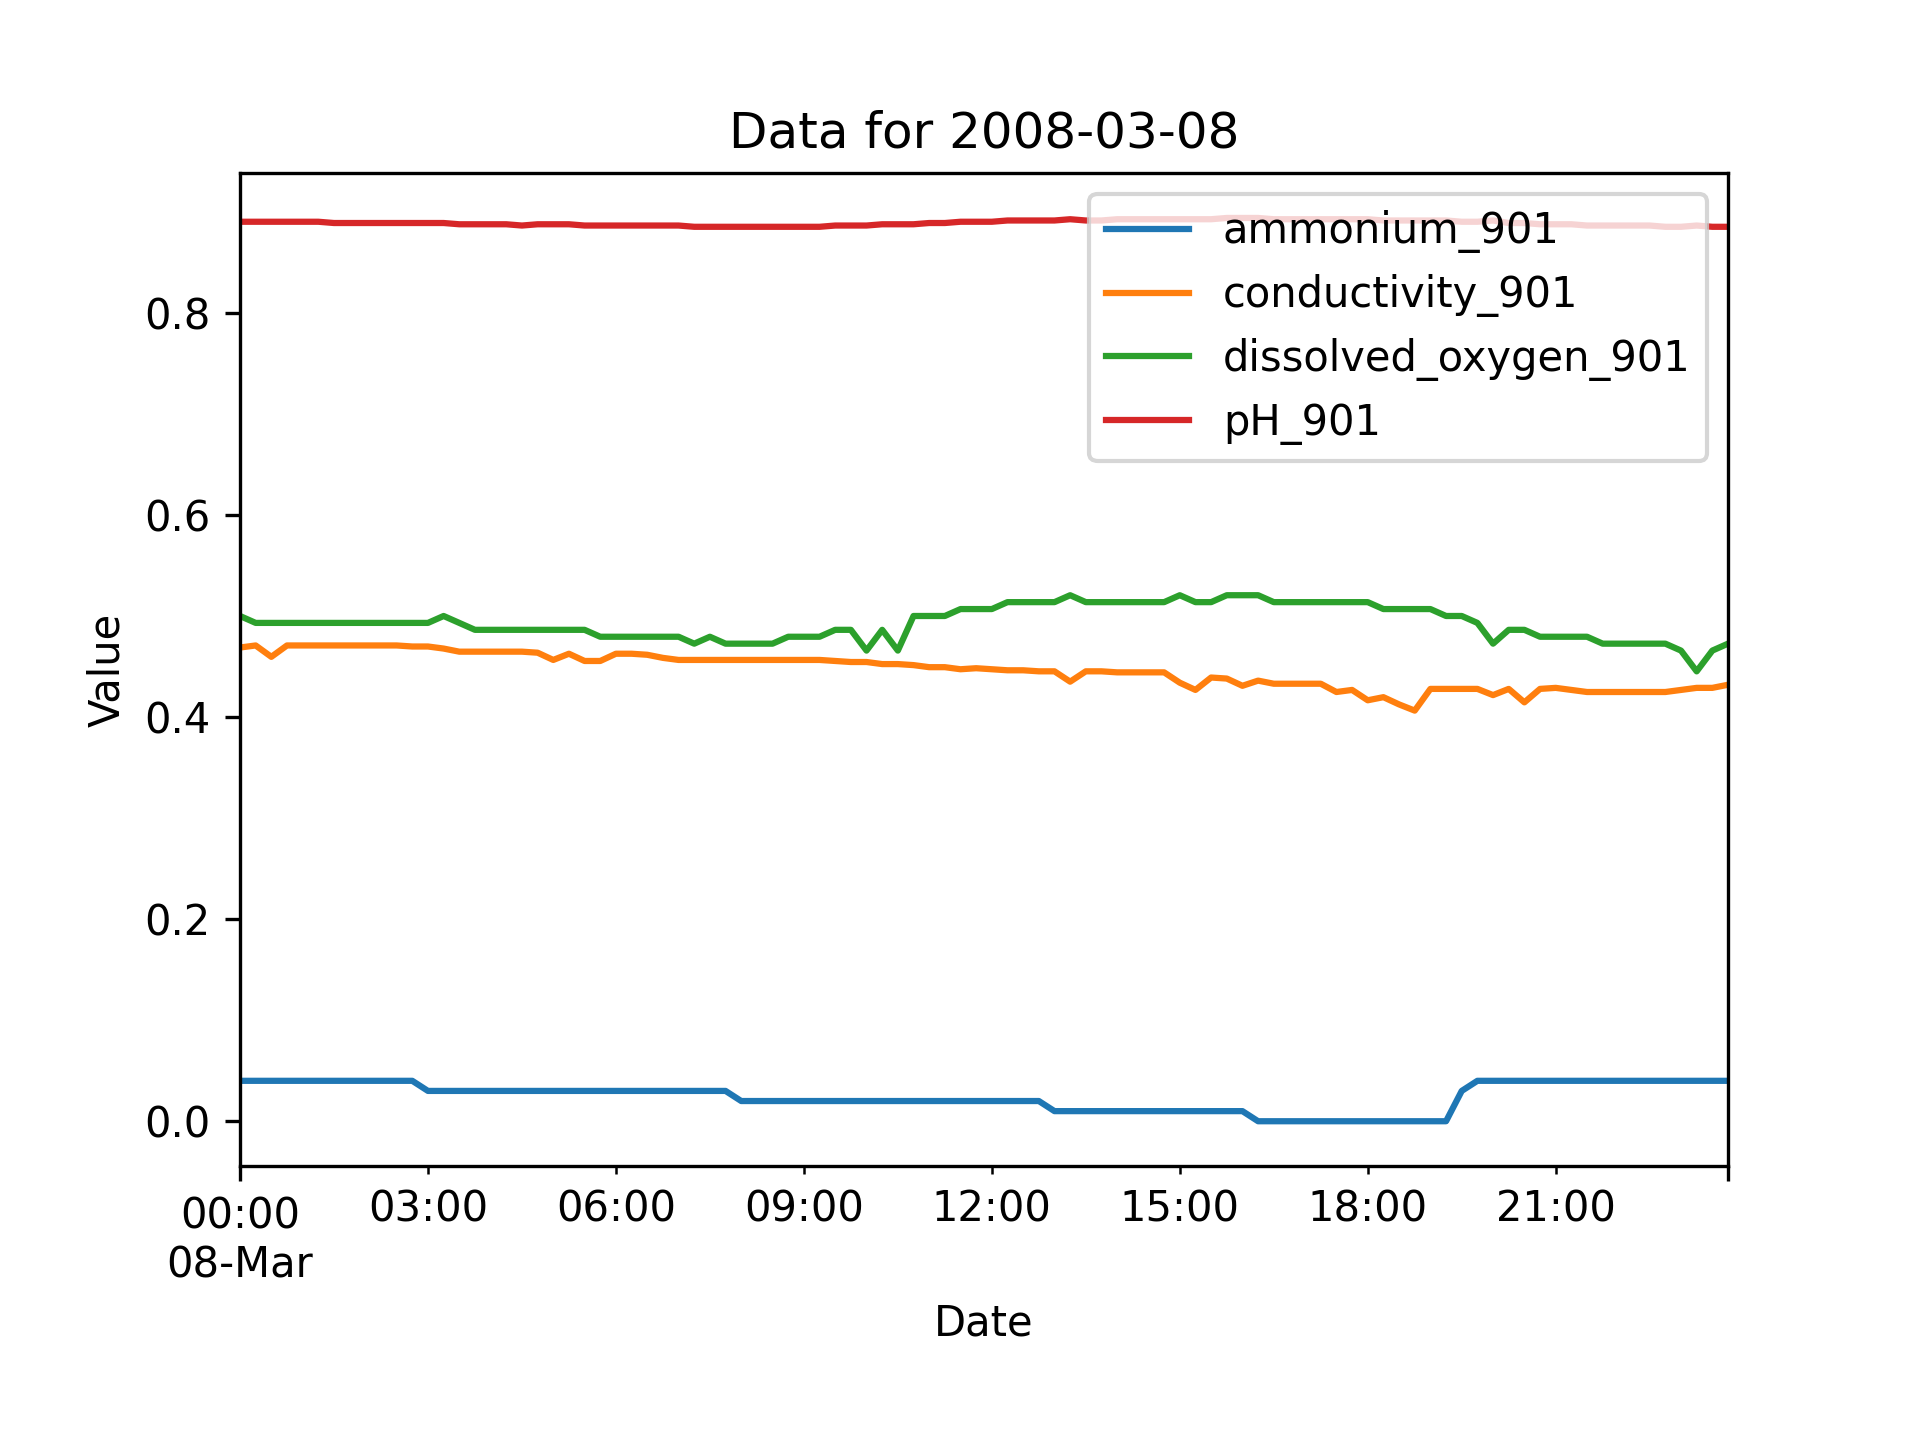 Data for 2008-03-08
ammonium_901
conductivity_901
dissolved_oxygen_901
pH_901
Value
0.8
0.6
0.4
0.2
0.0
00:00 03:00 06:00 09:00 12:00 15:00 18:00 21:00
08-Mar
Date